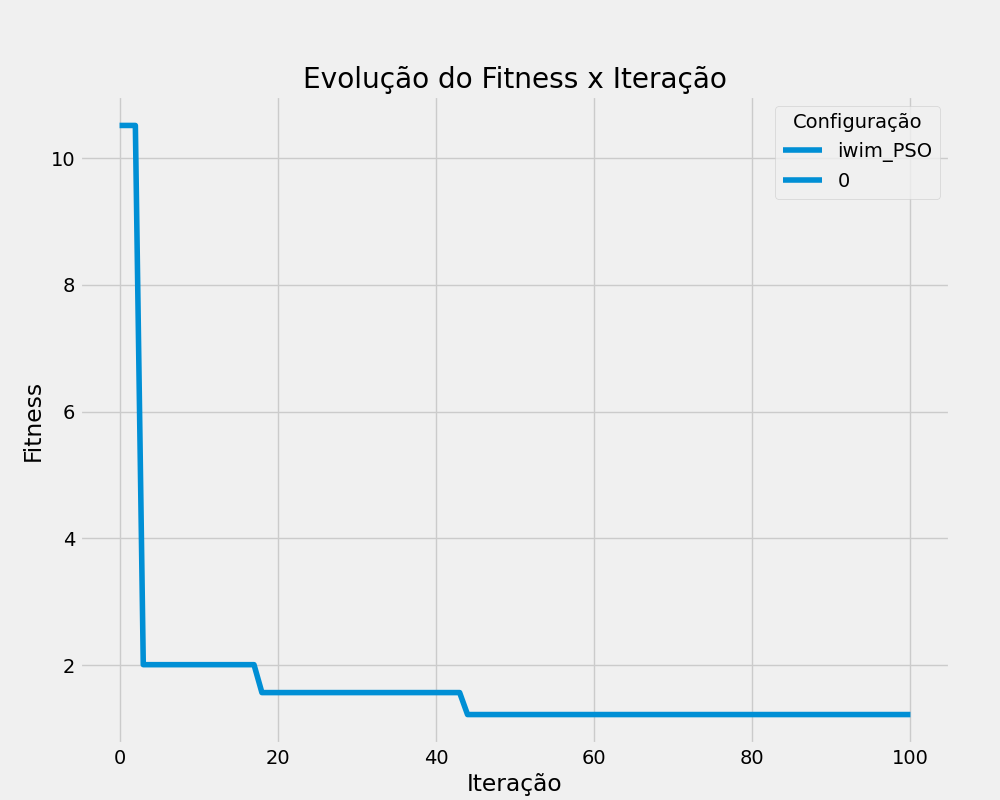 Evolução do Fitness x Iteração
Configuração
iwim_PSO
0
10
8
6
4
2
Fitness
0 20 40 60 80 100
Iteração